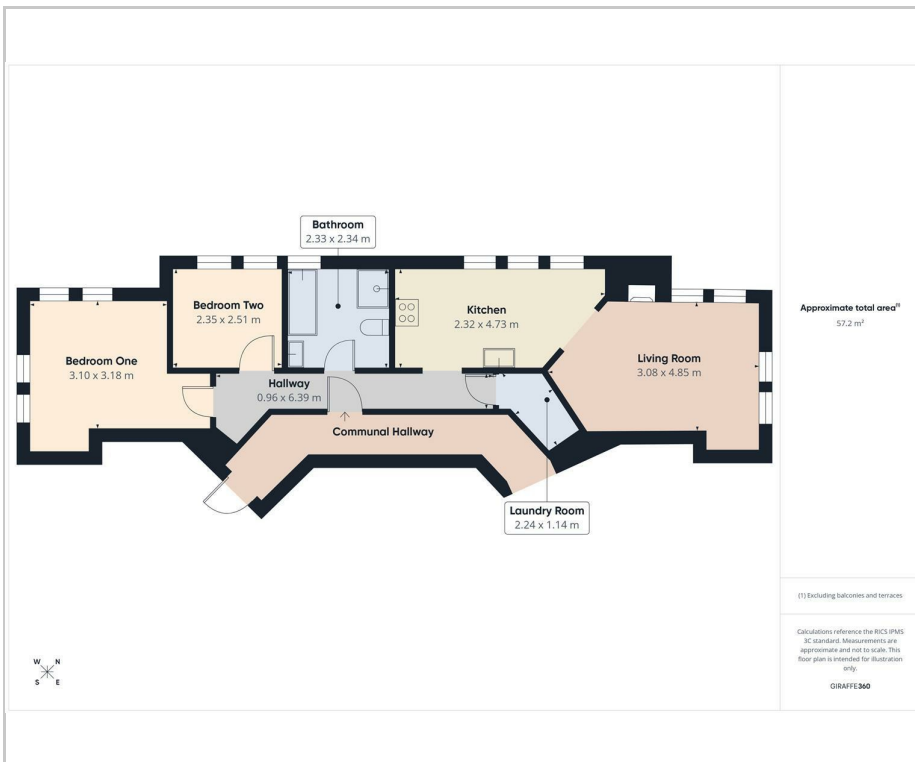 Bathroom
2.33 x 2.34 m
Bedroom Two
2.35 x 2.51 m
Kitchen
2.32 x 4.73 m
Bedroom One
3.10 x 3.18 m
Living Room
3.08 x 4.85 m
Hallway
0.96 x 6.39 m
Communal Hallway
Laundry Room
2.24 x 1.14 m
W N
S E
Approximate total area⁽¹⁾
57.2 m²
(1) Excluding balconies and terraces
Calculations reference the RICS IPMS
3C standard. Measurements are
approximate and not to scale. This
floor plan is intended for illustration
only.
GIRAFFE360